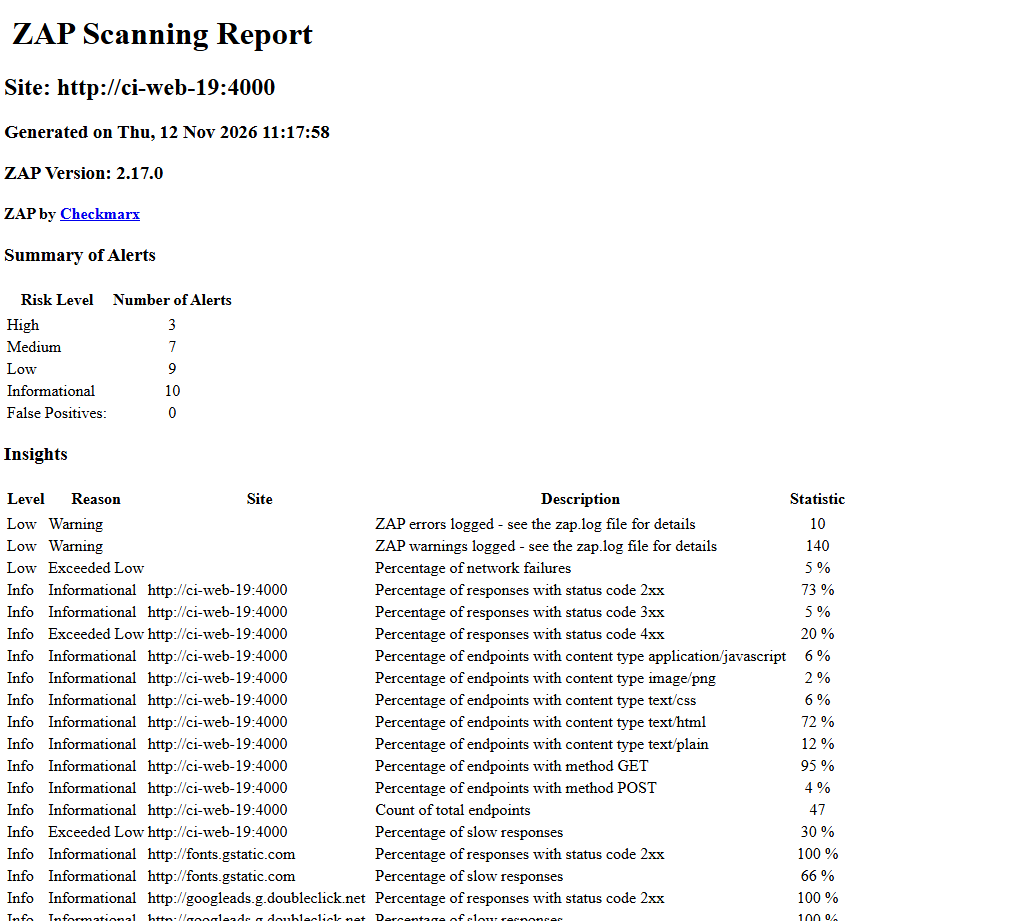 ZAP Scanning Report
Site: http://ci-web-19:4000
Generated on Thu, 12 Nov 2026 11:17:58
ZAP Version: 2.17.0
ZAP by Checkmarx
Summary of Alerts
Risk Level Number of Alerts
High 3
Medium 7
Low 9
Informational 10
False Positives: 0
Insights
Level Reason Site Description Statistic
Low Warning ZAP errors logged - see the zap.log file for details 10
Low Warning ZAP warnings logged - see the zap.log file for details 140
Low Exceeded Low Percentage of network failures 5 %
Info Informational http://ci-web-19:4000 Percentage of responses with status code 2xx 73 %
Info Informational http://ci-web-19:4000 Percentage of responses with status code 3xx 5 %
Info Exceeded Low http://ci-web-19:4000 Percentage of responses with status code 4xx 20 %
Info Informational http://ci-web-19:4000 Percentage of endpoints with content type application/javascript 6 %
Info Informational http://ci-web-19:4000 Percentage of endpoints with content type image/png 2 %
Info Informational http://ci-web-19:4000 Percentage of endpoints with content type text/css 6 %
Info Informational http://ci-web-19:4000 Percentage of endpoints with content type text/html 72 %
Info Informational http://ci-web-19:4000 Percentage of endpoints with content type text/plain 12 %
Info Informational http://ci-web-19:4000 Percentage of endpoints with method GET 95 %
Info Informational http://ci-web-19:4000 Percentage of endpoints with method POST 4 %
Info Informational http://ci-web-19:4000 Count of total endpoints 47
Info Exceeded Low http://ci-web-19:4000 Percentage of slow responses 30 %
Info Informational http://fonts.gstatic.com Percentage of responses with status code 2xx 100 %
Info Informational http://fonts.gstatic.com Percentage of slow responses 66 %
Info Informational http://googleads.g.doubleclick.net Percentage of responses with status code 2xx 100 %
Info Informational http://googleads.g.doubleclick.net Percentage of slow responses 100 %